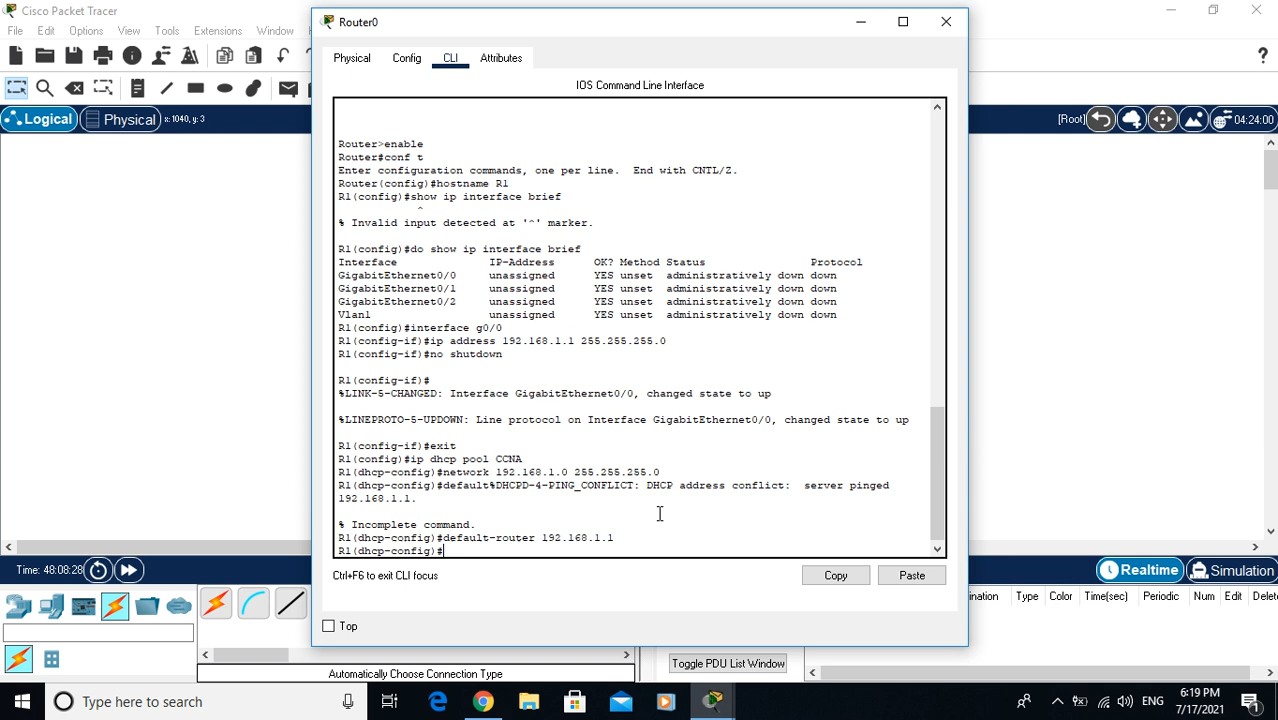 Cisco Packet Tracer
File Edit Options View Tools Extensions Window
Logical Physical x: 1040, y: 3
[Root] 04:24:00
Router0
Physical Config CLI Attributes
IOS Command Line Interface
Router>enable
Router#conf t
Enter configuration commands, one per line. End with CNTL/Z.
Router(config)#hostname R1
R1(config)#show ip interface brief
^
% Invalid input detected at '^' marker.
R1(config)#do show ip interface brief
Interface IP-Address OK? Method Status Protocol
GigabitEthernet0/0 unassigned YES unset administratively down down
GigabitEthernet0/1 unassigned YES unset administratively down down
GigabitEthernet0/2 unassigned YES unset administratively down down
Vlan1 unassigned YES unset administratively down down
R1(config)#interface g0/0
R1(config-if)#ip address 192.168.1.1 255.255.255.0
R1(config-if)#no shutdown
R1(config-if)#
%LINK-5-CHANGED: Interface GigabitEthernet0/0, changed state to up
%LINEPROTO-5-UPDOWN: Line protocol on Interface GigabitEthernet0/0, changed state to up
R1(config-if)#exit
R1(config)#ip dhcp pool CCNA
R1(dhcp-config)#network 192.168.1.0 255.255.255.0
R1(dhcp-config)#default%DHCPD-4-PING_CONFLICT: DHCP address conflict: server pinged
192.168.1.1.
% Incomplete command.
R1(dhcp-config)#default-router 192.168.1.1
R1(dhcp-config)#
Ctrl+F6 to exit CLI focus
Copy Paste
Top
Time: 48:08:28
Realtime Simulation
ination Type Color Time(sec) Periodic Num Edit Delet
Automatically Choose Connection Type
Toggle PDU List Window
Type here to search
ENG
6:19 PM
7/17/2021
1